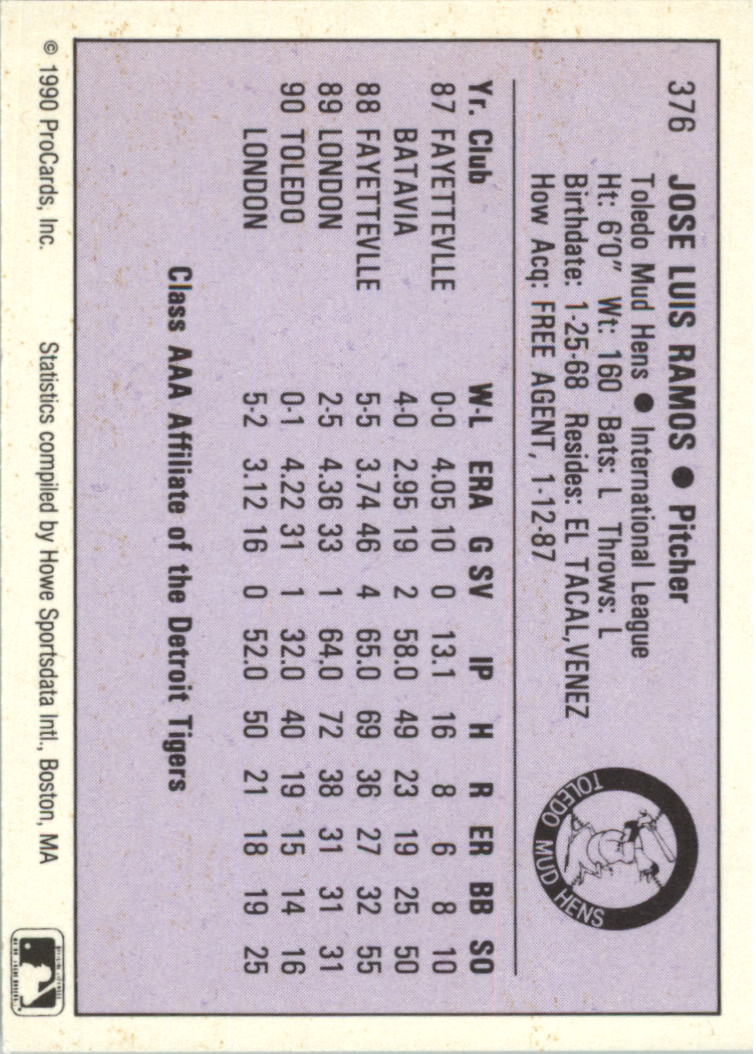 376 JOSE LUIS RAMOS ● Pitcher
Toledo Mud Hens ● International League
Ht: 6'0" Wt: 160 Bats: L Throws: L
Birthdate: 1-25-68 Resides: EL TACAL,VENEZ
How Acq: FREE AGENT, 1-12-87
TOLEDO MUD HENS
Yr. Club W-L ERA G SV IP H R ER BB SO
87 FAYETTEVLLE 0-0 4.05 10 0 13.1 16 8 6 8 10
BATAVIA 4-0 2.95 19 2 58.0 49 23 19 25 50
88 FAYETTEVLLE 5-5 3.74 46 4 65.0 69 36 27 32 55
89 LONDON 2-5 4.36 33 1 64.0 72 38 31 31 31
90 TOLEDO 0-1 4.22 31 1 32.0 40 19 15 14 16
LONDON 5-2 3.12 16 0 52.0 50 21 18 19 25
Class AAA Affiliate of the Detroit Tigers
© 1990 ProCards, Inc. Statistics compiled by Howe Sportsdata Intl., Boston, MA